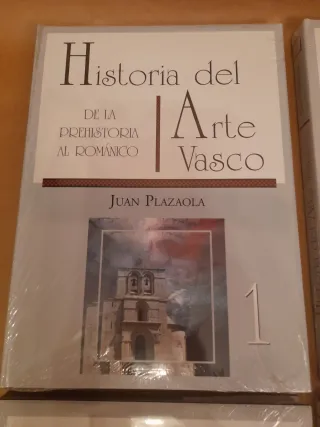 Historia del
Arte
Vasco
DE LA
PREHISTORIA
AL ROMÁNICO
JUAN PLAZAOLA
1